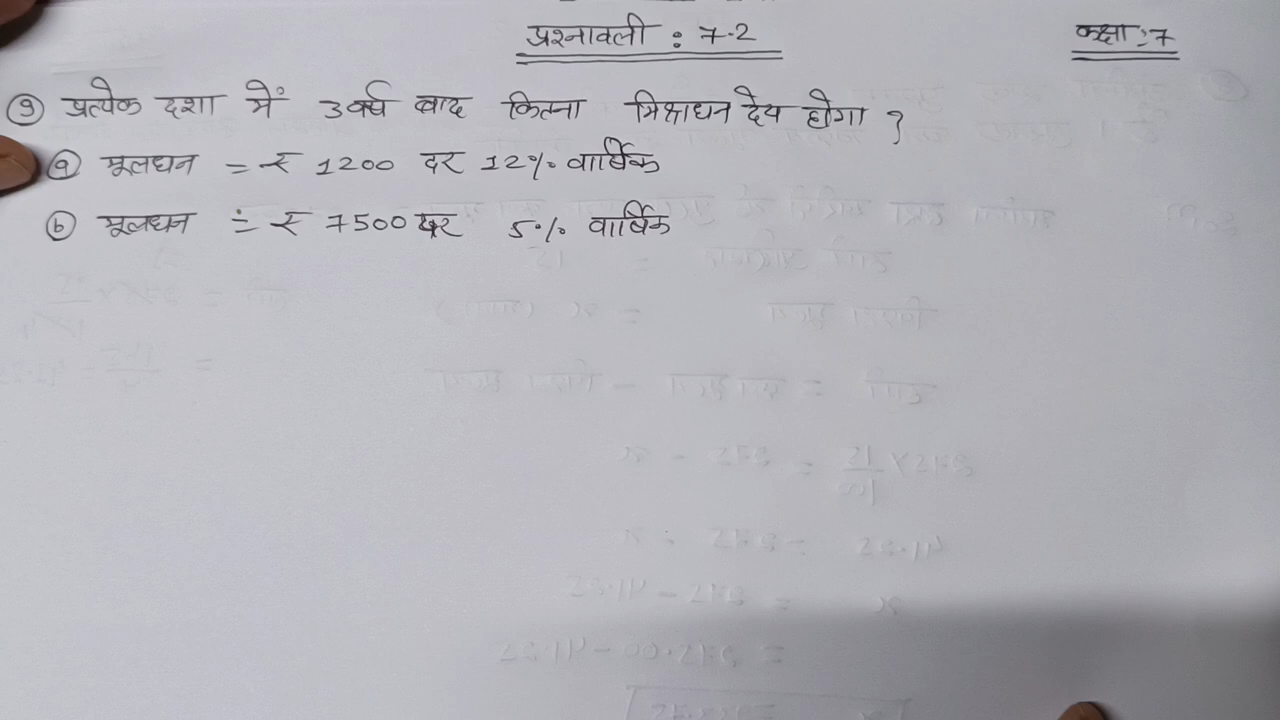 प्रश्नावली : 7.2
कक्षा : 7
9 प्रत्येक दशा में 3 वर्ष बाद कितना मिश्रधन देय होगा ?
a मूलधन = ₹ 1200 दर 12% वार्षिक
b मूलधन = ₹ 7500 दर 5% वार्षिक